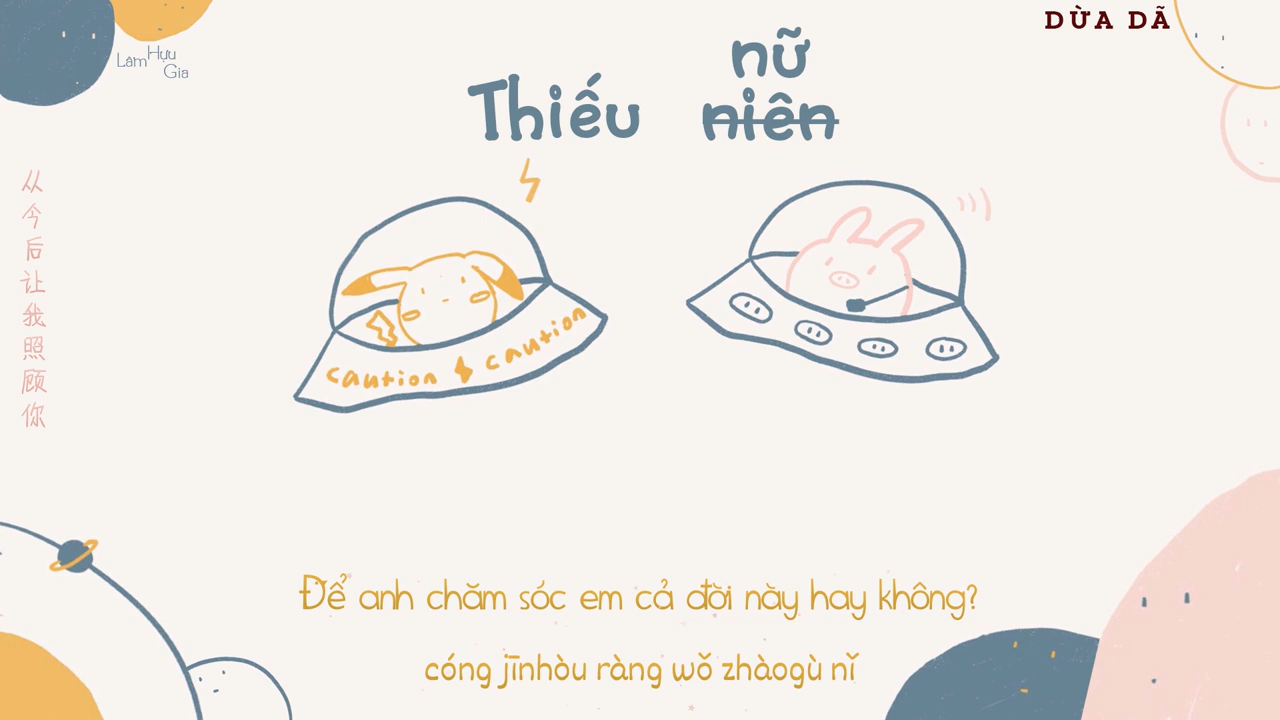 DỪA DÃ
Lâm Hựu Gia
nữ
Thiếu niên
从今后让我照顾你
caution caution
Để anh chăm sóc em cả đời này hay không?
cóng jīnhòu ràng wǒ zhàogù nǐ